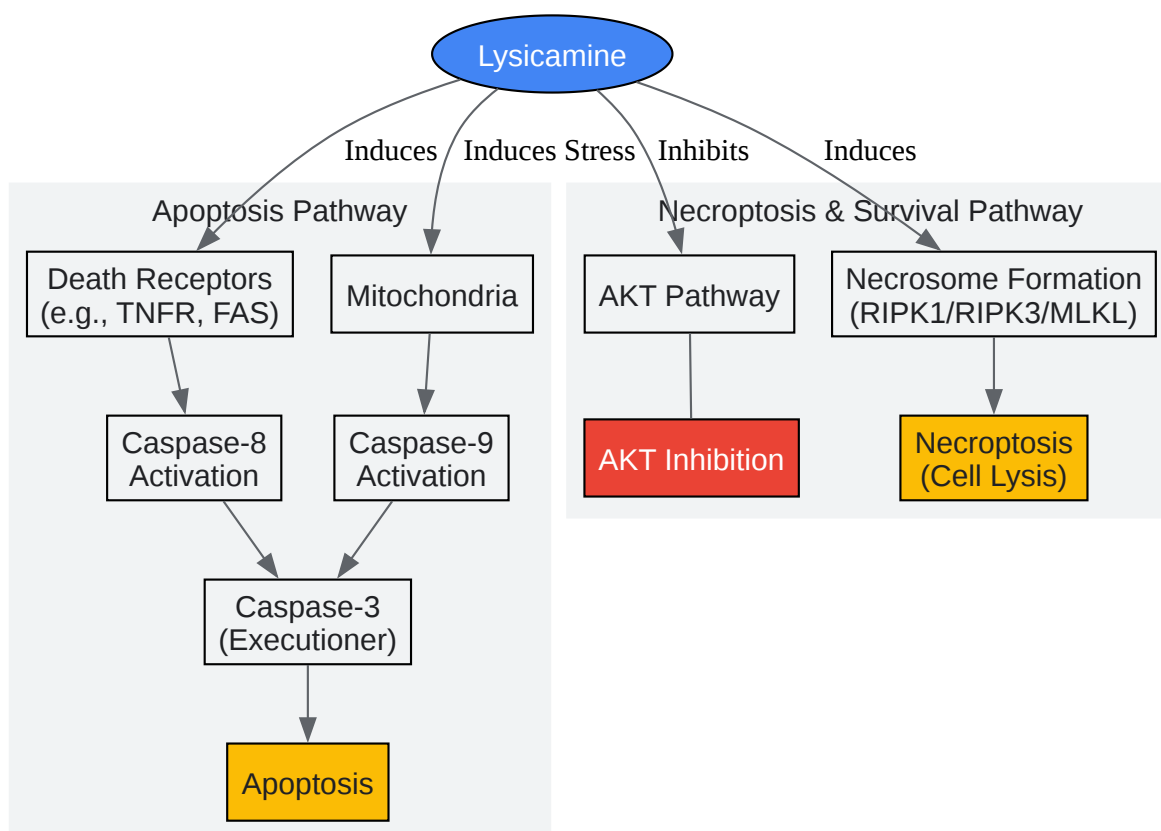 Lysicamine
Induces
Induces Stress
Inhibits
Induces
Apoptosis Pathway
Necroptosis & Survival Pathway
Death Receptors
(e.g., TNFR, FAS)
Mitochondria
AKT Pathway
Necrosome Formation
(RIPK1/RIPK3/MLKL)
Caspase-8
Activation
Caspase-9
Activation
AKT Inhibition
Necroptosis
(Cell Lysis)
Caspase-3
(Executioner)
Apoptosis